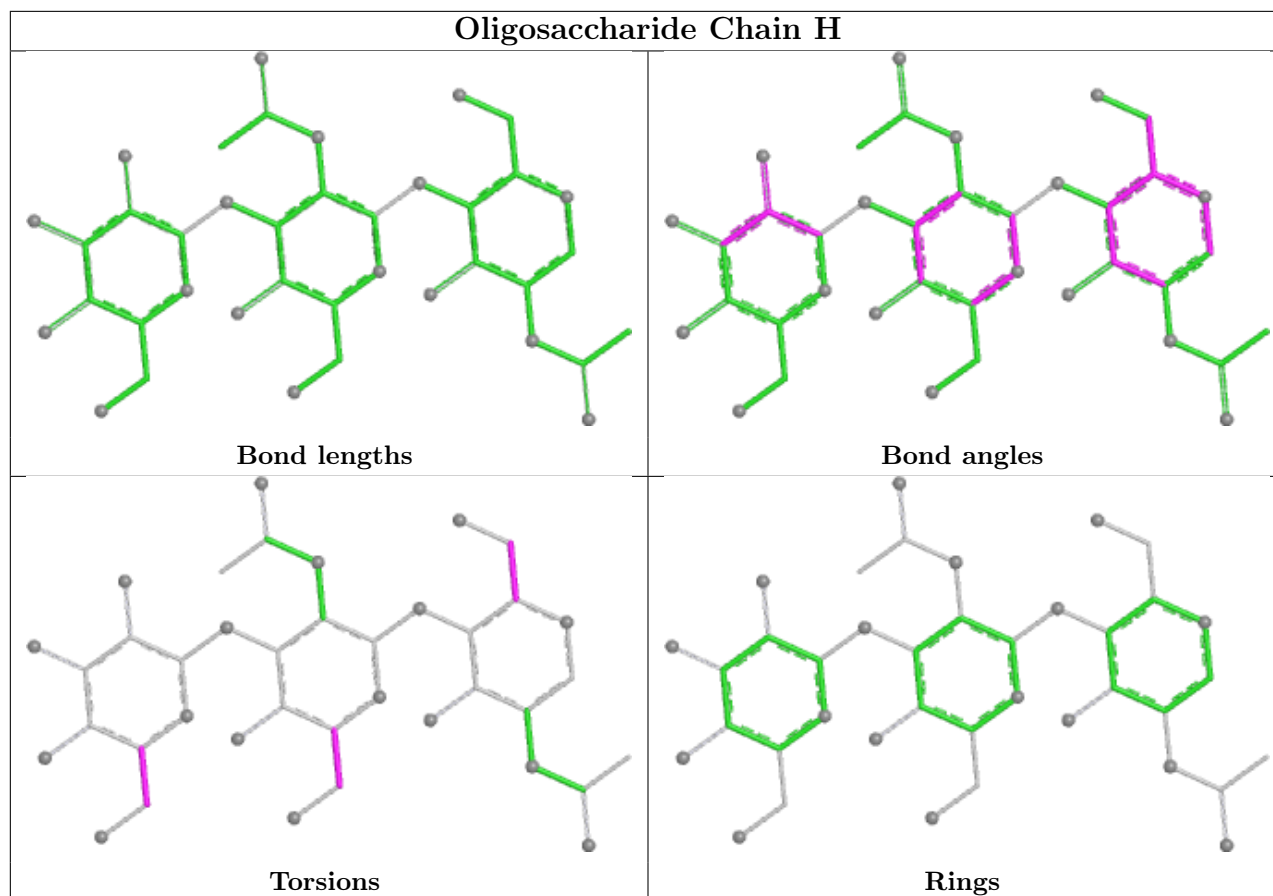 Oligosaccharide Chain H
Bond lengths
Bond angles
Torsions
Rings